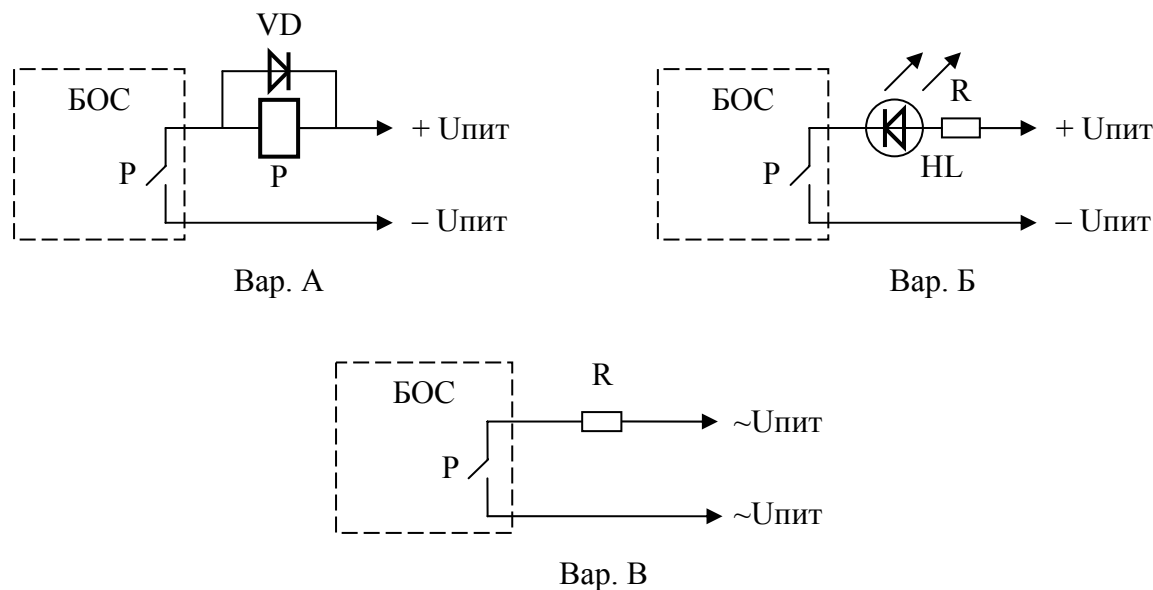 VD
БОС
P
P
+ Uпит
– Uпит
Вар. А
БОС
P
R
HL
+ Uпит
– Uпит
Вар. Б
БОС
P
R
~Uпит
~Uпит
Вар. В